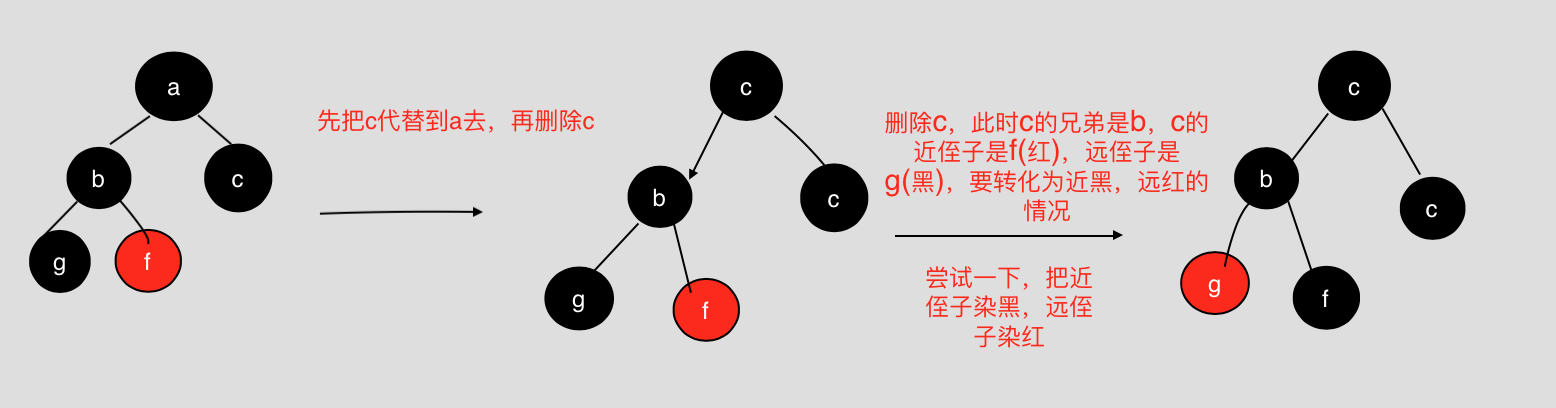 a
b
c
g
f
先把c代替到a去，再删除c
c
b
c
g
f
删除c，此时c的兄弟是b，c的
近侄子是f(红)，远侄子是
g(黑)，要转化为近黑，远红的
情况
尝试一下，把近
侄子染黑，远侄
子染红
c
b
c
g
f